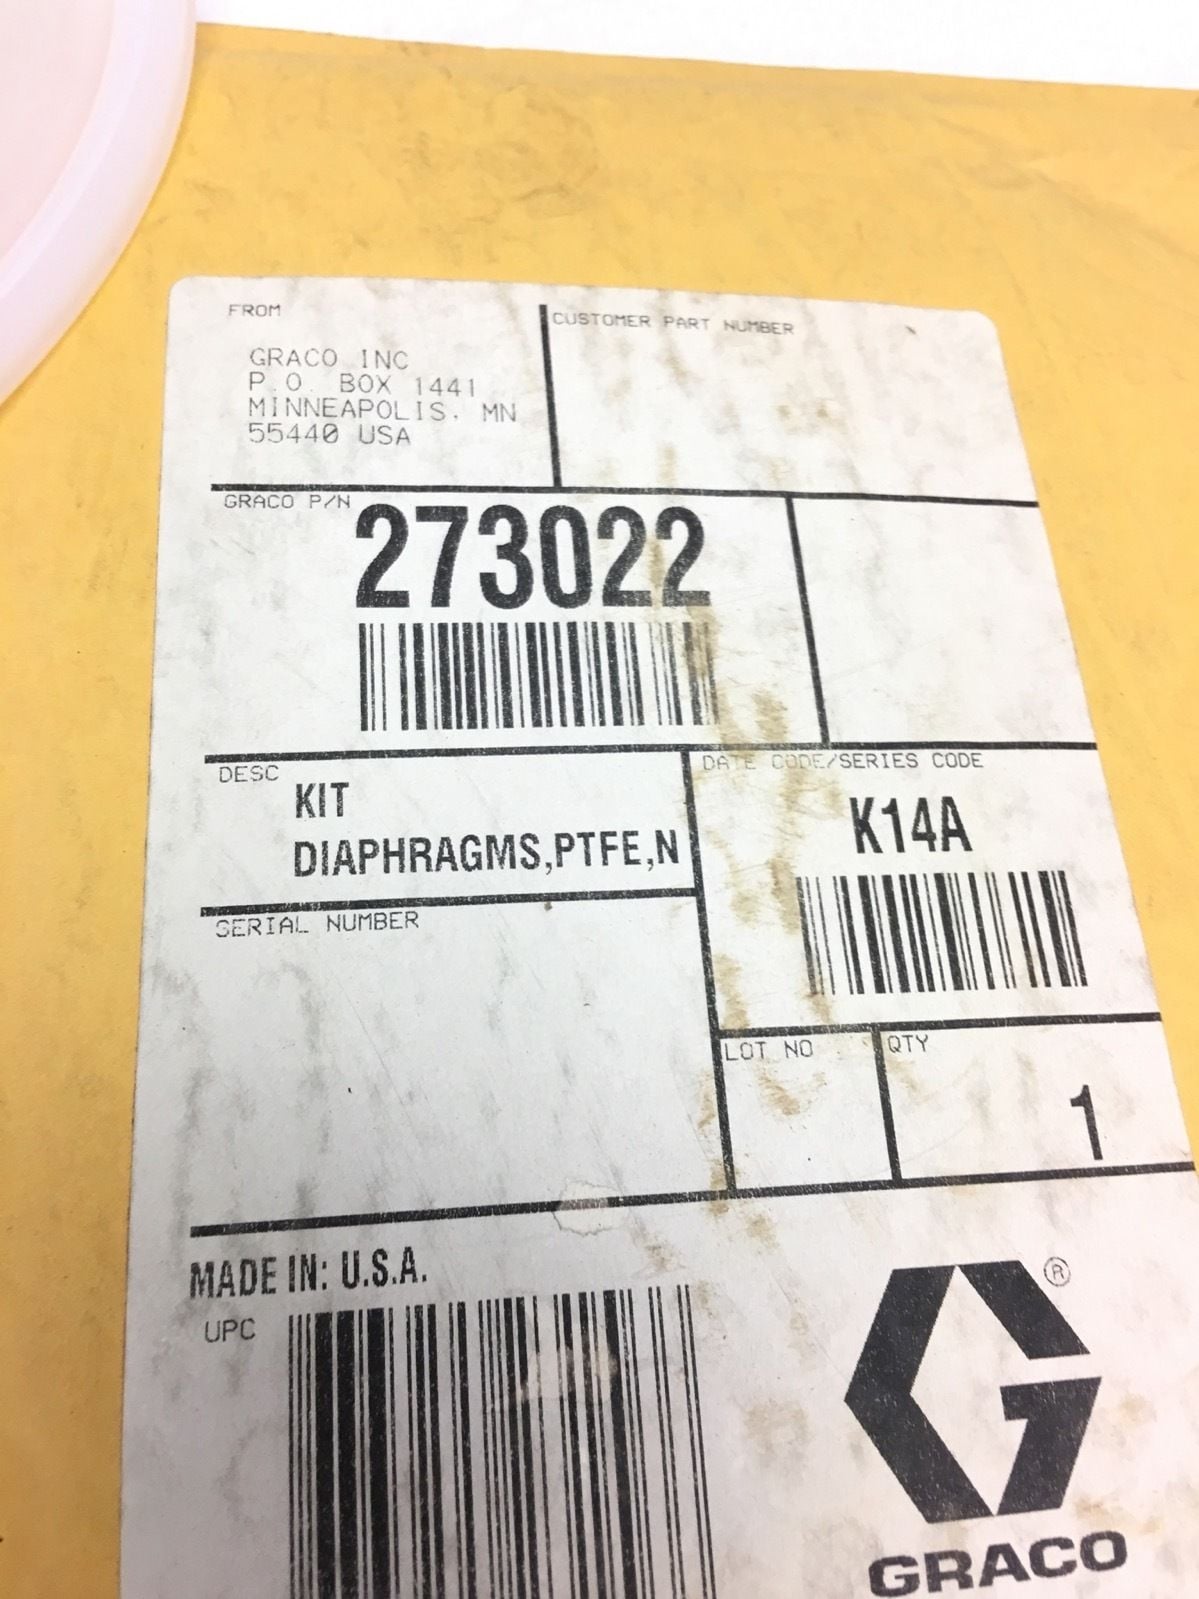 FROM
GRACO INC
P.O. BOX 1441
MINNEAPOLIS, MN
55440 USA
CUSTOMER PART NUMBER
GRACO P/N
273022
DESC
KIT
DIAPHRAGMS,PTFE,N
DATE CODE/SERIES CODE
K14A
SERIAL NUMBER
LOT NO
QTY
1
MADE IN: U.S.A.
UPC
®
GRACO